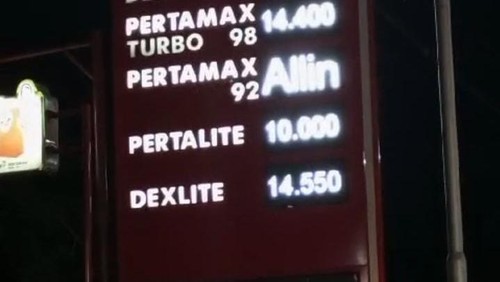 PERTAMAX 14.400
TURBO 98
PERTAMAX Allin
92
PERTALITE 10.000
DEXLITE 14.550